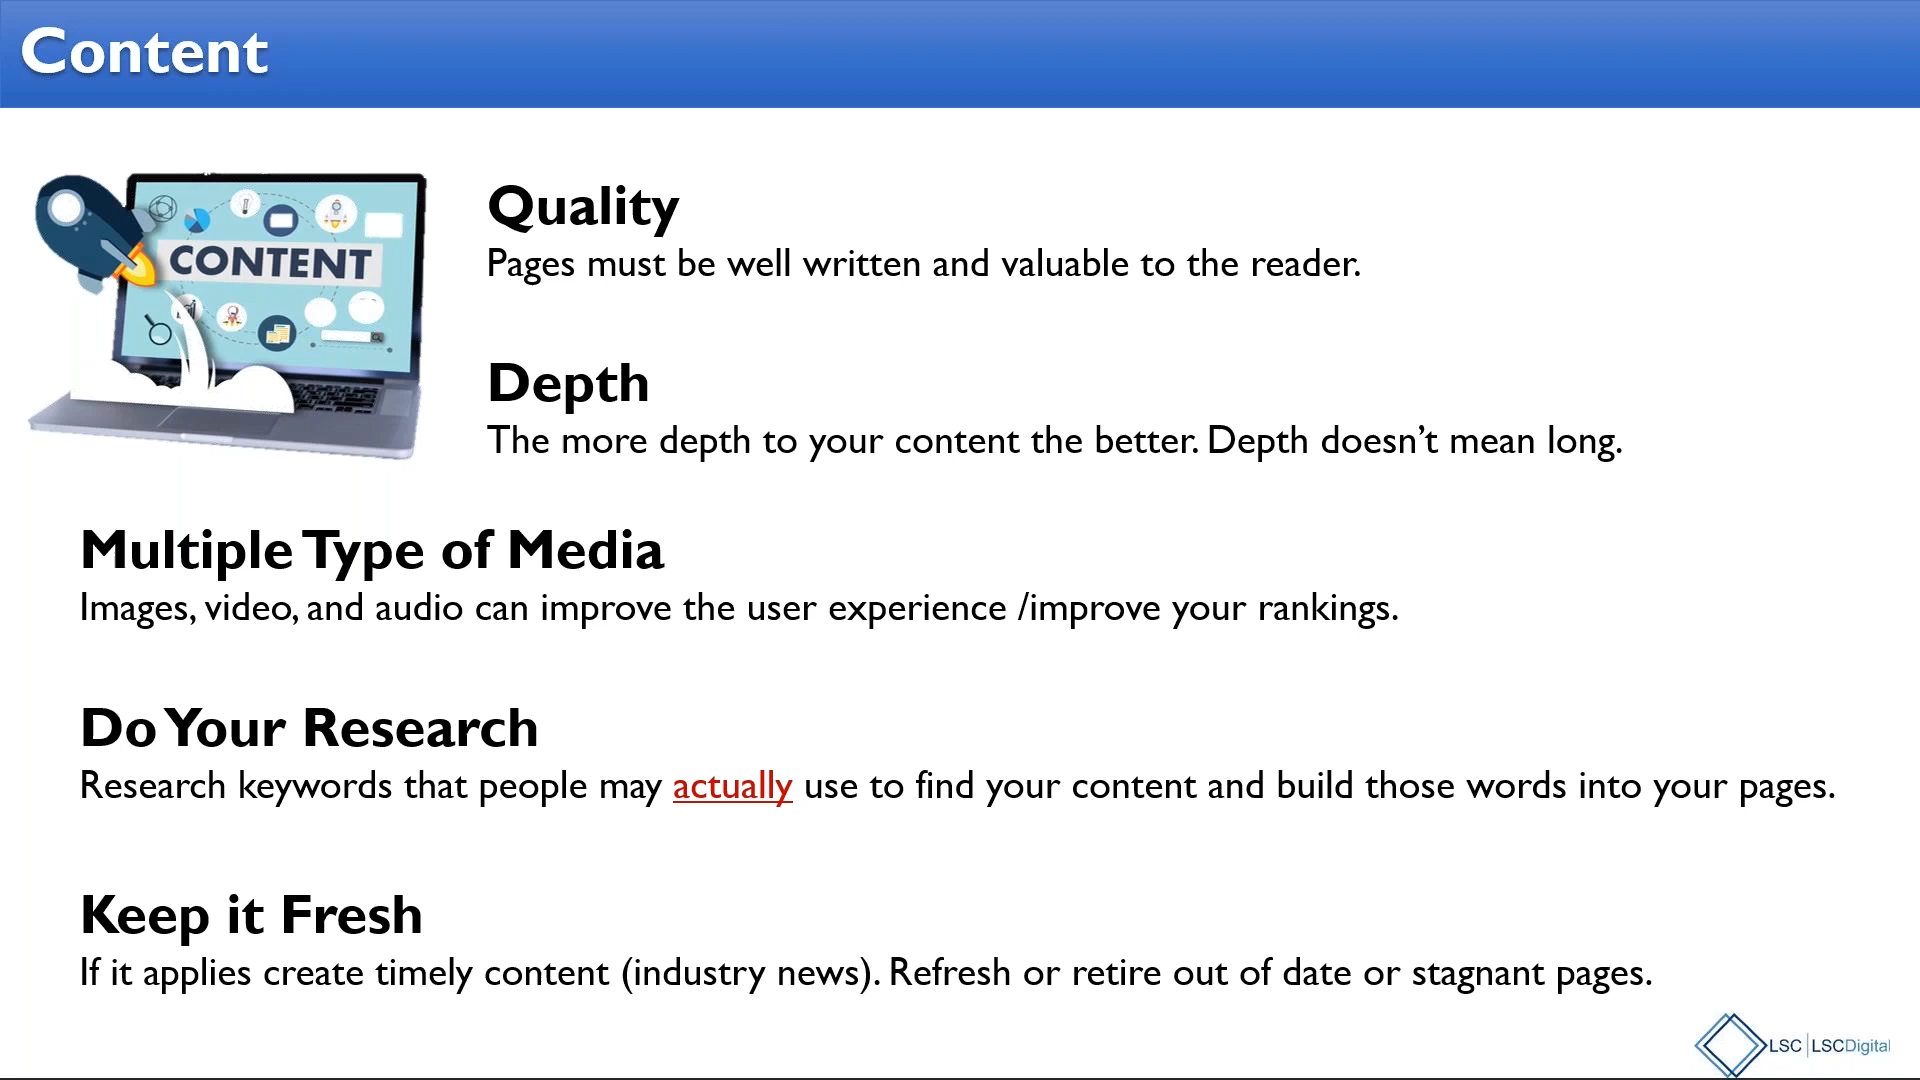 Content
CONTENT
Quality
Pages must be well written and valuable to the reader.
Depth
The more depth to your content the better. Depth doesn’t mean long.
Multiple Type of Media
Images, video, and audio can improve the user experience /improve your rankings.
Do Your Research
Research keywords that people may actually use to find your content and build those words into your pages.
Keep it Fresh
If it applies create timely content (industry news). Refresh or retire out of date or stagnant pages.
LSC | LSCDigital